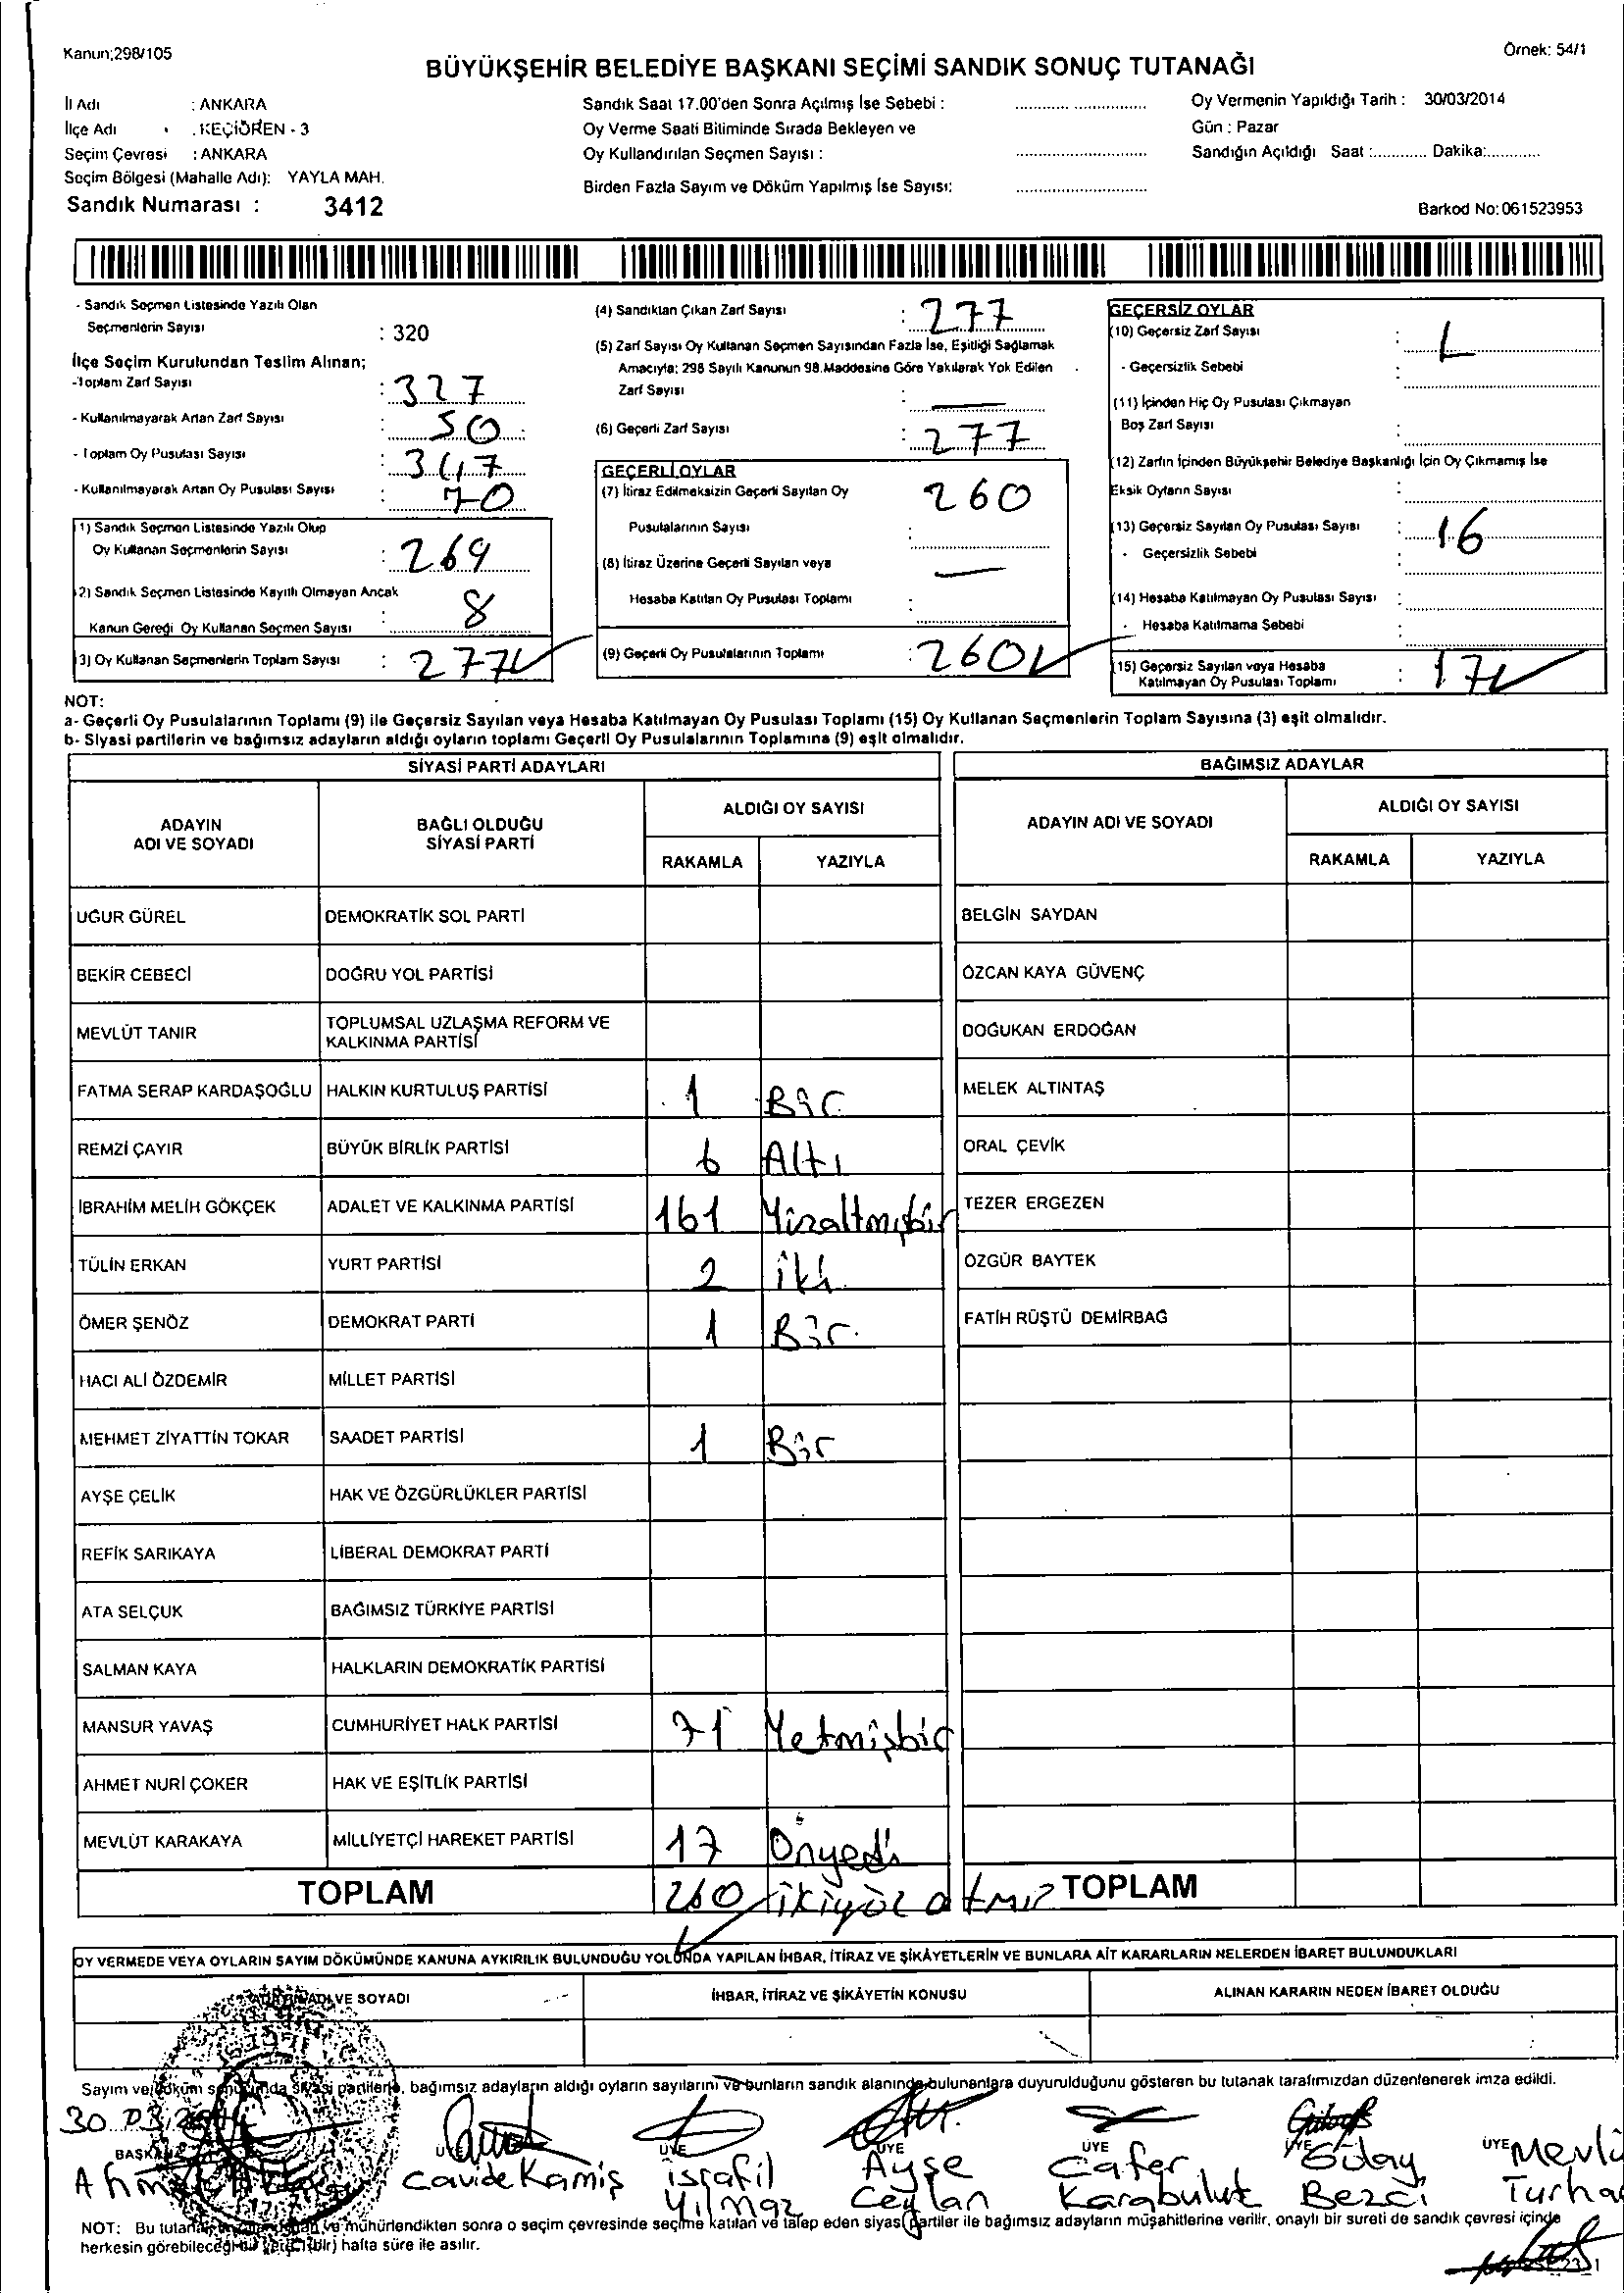 Kanun;298/105
Örnek: 54/1
BÜYÜKŞEHİR BELEDİYE BAŞKANI SEÇİMİ SANDIK SONUÇ TUTANAĞI
İl Adı : ANKARA
İlçe Adı : KEÇİÖREN - 3
Seçim Çevresi : ANKARA
Seçim Bölgesi (Mahalle Adı): YAYLA MAH.
Sandık Numarası : 3412
Sandık Saat 17.00'den Sonra Açılmış İse Sebebi :
Oy Verme Saati Bitiminde Sırada Bekleyen ve
Oy Kullandırılan Seçmen Sayısı :
Birden Fazla Sayım ve Döküm Yapılmış İse Sayısı:
Oy Vermenin Yapıldığı Tarih : 30/03/2014
Gün : Pazar
Sandığın Açıldığı Saat :............ Dakika:............
Barkod No: 061523953
- Sandık Seçmen Listesinde Yazılı Olan
Seçmenlerin Sayısı : 320
İlçe Seçim Kurulundan Teslim Alınan;
-Toplam Zarf Sayısı : 327
- Kullanılmayarak Artan Zarf Sayısı : 50
- Toplam Oy Pusulası Sayısı : 347
- Kullanılmayarak Artan Oy Pusulası Sayısı : 70
1) Sandık Seçmen Listesinde Yazılı Olup
Oy Kullanan Seçmenlerin Sayısı : 269
2) Sandık Seçmen Listesinde Kayıtlı Olmayan Ancak
Kanun Gereği Oy Kullanan Seçmen Sayısı : 8
3) Oy Kullanan Seçmenlerin Toplam Sayısı : 277
(4) Sandıktan Çıkan Zarf Sayısı : 277
(5) Zarf Sayısı Oy Kullanan Seçmen Sayısından Fazla İse, Eşitliği Sağlamak
Amacıyla; 298 Sayılı Kanunun 98.Maddesine Göre Yakılarak Yok Edilen
Zarf Sayısı : —
(6) Geçerli Zarf Sayısı : 277
GEÇERLİ OYLAR
(7) İtiraz Edilmeksizin Geçerli Sayılan Oy
Pusulalarının Sayısı : 260
(8) İtiraz Üzerine Geçerli Sayılan veya
Hesaba Katılan Oy Pusulası Toplamı : —
(9) Geçerli Oy Pusulalarının Toplamı : 260
GEÇERSİZ OYLAR
(10) Geçersiz Zarf Sayısı :
- Geçersizlik Sebebi :
(11) İçinden Hiç Oy Pusulası Çıkmayan
Boş Zarf Sayısı :
(12) Zarfın İçinden Büyükşehir Belediye Başkanlığı İçin Oy Çıkmamış İse
Eksik Oyların Sayısı :
(13) Geçersiz Sayılan Oy Pusulası Sayısı : 16
- Geçersizlik Sebebi :
(14) Hesaba Katılmayan Oy Pusulası Sayısı :
- Hesaba Katılmama Sebebi :
(15) Geçersiz Sayılan veya Hesaba
Katılmayan Oy Pusulası Toplamı : 17
NOT:
a- Geçerli Oy Pusulalarının Toplamı (9) ile Geçersiz Sayılan veya Hesaba Katılmayan Oy Pusulası Toplamı (15) Oy Kullanan Seçmenlerin Toplam Sayısına (3) eşit olmalıdır.
b- Siyasi partilerin ve bağımsız adayların aldığı oyların toplamı Geçerli Oy Pusulalarının Toplamına (9) eşit olmalıdır.
SİYASİ PARTİ ADAYLARI
ADAYIN
ADI VE SOYADI
BAĞLI OLDUĞU
SİYASİ PARTİ
ALDIĞI OY SAYISI
RAKAMLA YAZIYLA
UĞUR GÜREL DEMOKRATİK SOL PARTİ
BEKİR CEBECİ DOĞRU YOL PARTİSİ
MEVLÜT TANIR TOPLUMSAL UZLAŞMA REFORM VE
KALKINMA PARTİSİ
FATMA SERAP KARDAŞOĞLU HALKIN KURTULUŞ PARTİSİ 1 Bir
REMZİ ÇAYIR BÜYÜK BİRLİK PARTİSİ 6 Altı
İBRAHİM MELİH GÖKÇEK ADALET VE KALKINMA PARTİSİ 161 Yüzaltmışbir
TÜLİN ERKAN YURT PARTİSİ 2 iki
ÖMER ŞENÖZ DEMOKRAT PARTİ 1 Bir
HACI ALİ ÖZDEMİR MİLLET PARTİSİ
MEHMET ZİYATTİN TOKAR SAADET PARTİSİ 1 Bir
AYŞE ÇELİK HAK VE ÖZGÜRLÜKLER PARTİSİ
REFİK SARIKAYA LİBERAL DEMOKRAT PARTİ
ATA SELÇUK BAĞIMSIZ TÜRKİYE PARTİSİ
SALMAN KAYA HALKLARIN DEMOKRATİK PARTİSİ
MANSUR YAVAŞ CUMHURİYET HALK PARTİSİ 71 Yetmişbir
AHMET NURİ ÇOKER HAK VE EŞİTLİK PARTİSİ
MEVLÜT KARAKAYA MİLLİYETÇİ HAREKET PARTİSİ 17 Onyedi
TOPLAM 260 ikiyüz atmış
BAĞIMSIZ ADAYLAR
ADAYIN ADI VE SOYADI
ALDIĞI OY SAYISI
RAKAMLA YAZIYLA
BELGİN SAYDAN
ÖZCAN KAYA GÜVENÇ
DOĞUKAN ERDOĞAN
MELEK ALTINTAŞ
ORAL ÇEVİK
TEZER ERGEZEN
ÖZGÜR BAYTEK
FATİH RÜŞTÜ DEMİRBAĞ
TOPLAM
OY VERMEDE VEYA OYLARIN SAYIM DÖKÜMÜNDE KANUNA AYKIRILIK BULUNDUĞU YOLUNDA YAPILAN İHBAR, İTİRAZ VE ŞİKÂYETLERİN VE BUNLARA AİT KARARLARIN NELERDEN İBARET BULUNDUKLARI
ADI VE SOYADI
İHBAR, İTİRAZ VE ŞİKÂYETİN KONUSU
ALINAN KARARIN NEDEN İBARET OLDUĞU
Sayım ve döküm sonucunda siyasi partilerle, bağımsız adayların aldığı oyların sayılarını ve bunların sandık alanında bulunanlara duyurulduğunu gösteren bu tutanak tarafımızdan düzenlenerek imza edildi.
30.03.2014
BAŞKAN ÜYE ÜYE ÜYE ÜYE ÜYE ÜYE
Cavide Kamiş
israfil
Yılmaz
Ayşe
Ceylan
Cafer
Karabulut
Gülay
Bezci
NOT: Bu tutanak ve mühürlendikten sonra o seçim çevresinde seçime katılan ve talep eden siyasi partiler ile bağımsız adayların müşahitlerine verilir, onaylı bir sureti de sandık çevresi içinde
herkesin görebileceği bir (bir) hafta süre ile asılır.